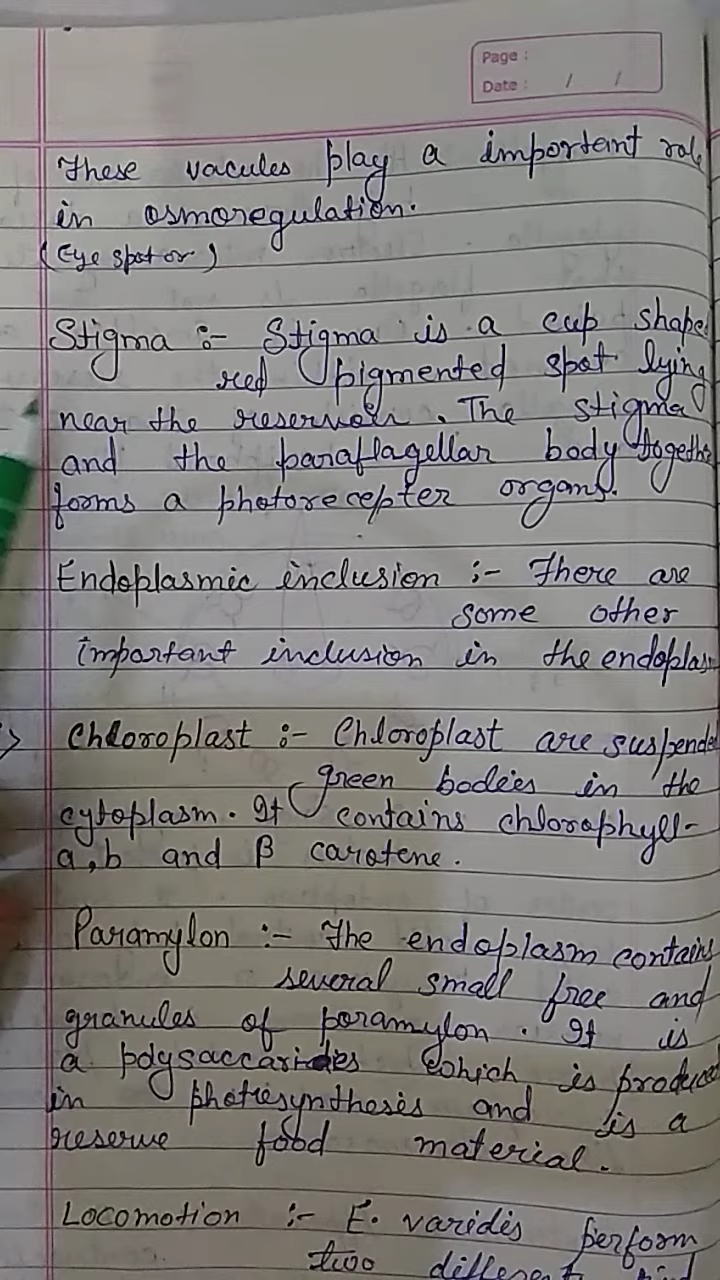 Page :
Date : / /
These vacules play a important role
in osmoregulation.
(Eye spot or)
Stigma :- Stigma is a cup shape
red pigmented spot lying
near the reservoir. The stigma
and the paraflagellar body togethe
forms a photorecepter organs.
Endoplasmic inclusion :- There are
some other
important inclusion in the endoplasm
Chloroplast :- Chloroplast are suspended
green bodies in the
cytoplasm. It contains chlorophyll-
a, b and β carotene.
Paramylon :- The endoplasm contains
several small free and
granules of paramylon. It is
a polysaccarides which is produce
in photosynthesis and is a
reserve food material.
Locomotion :- E. varidis perform
two different